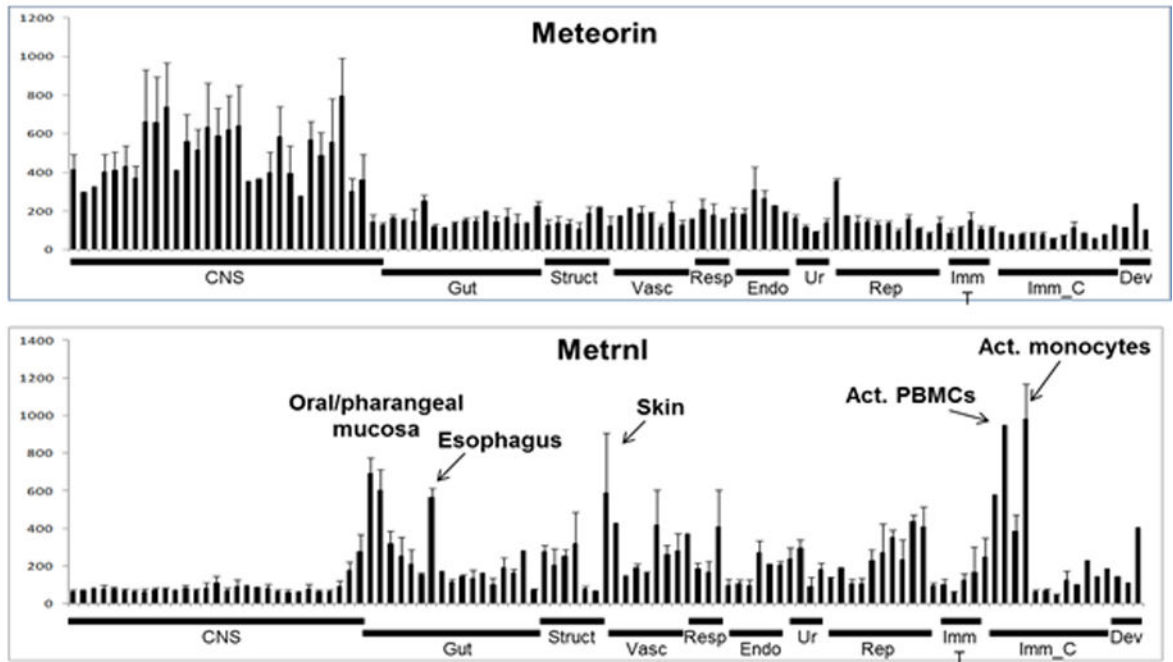 Meteorin
1200
1000
800
600
400
200
0
CNS
Gut
Struct
Vasc
Resp
Endo
Ur
Rep
Imm
T
Imm_C
Dev
Metrnl
1400
1200
1000
800
600
400
200
0
Oral/pharangeal
mucosa
Esophagus
Skin
Act. PBMCs
Act. monocytes
CNS
Gut
Struct
Vasc
Resp
Endo
Ur
Rep
Imm
T
Imm_C
Dev